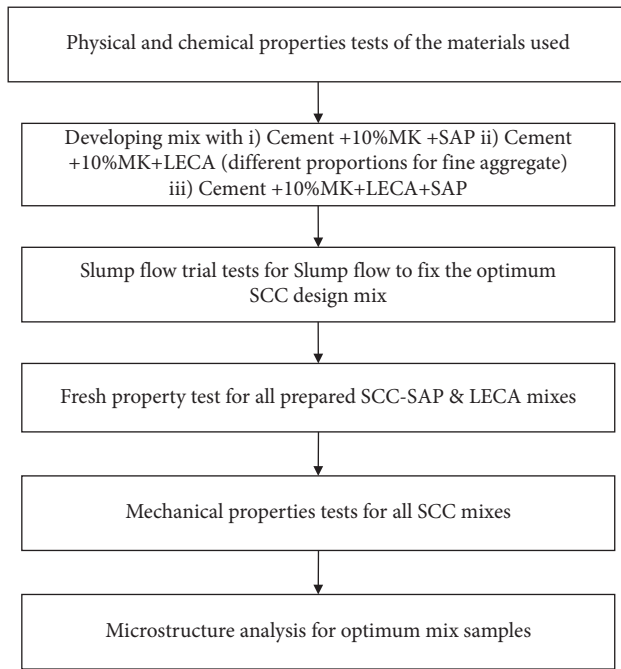 Physical and chemical properties tests of the materials used
Developing mix with i) Cement +10%MK +SAP ii) Cement
+10%MK+LECA (different proportions for fine aggregate)
iii) Cement +10%MK+LECA+SAP
Slump flow trial tests for Slump flow to fix the optimum
SCC design mix
Fresh property test for all prepared SCC-SAP & LECA mixes
Mechanical properties tests for all SCC mixes
Microstructure analysis for optimum mix samples